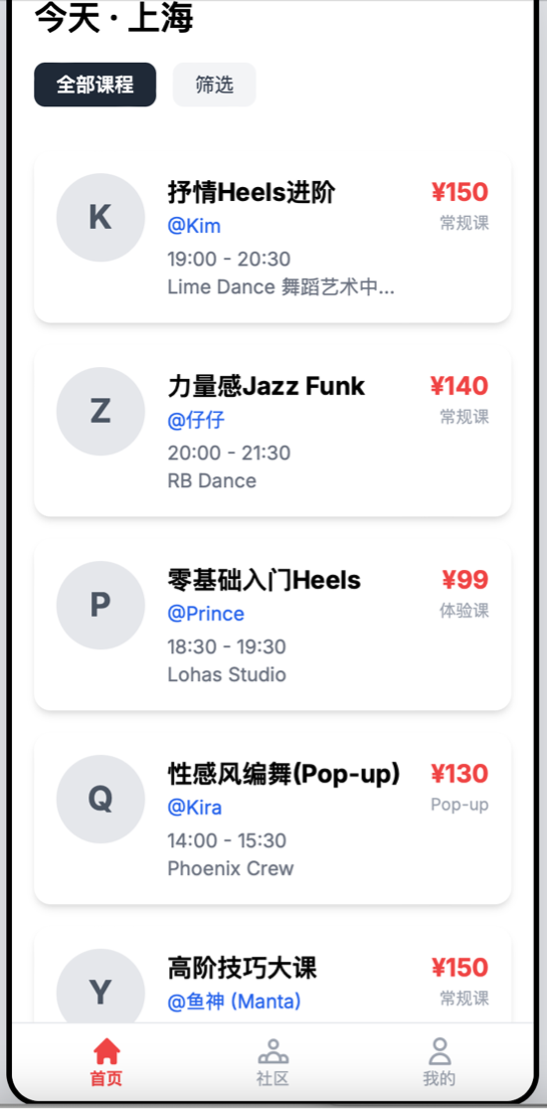 今天 · 上海
全部课程
筛选
K
抒情Heels进阶
¥150
@Kim
常规课
19:00 - 20:30
Lime Dance 舞蹈艺术中...
Z
力量感Jazz Funk
¥140
@仔仔
常规课
20:00 - 21:30
RB Dance
P
零基础入门Heels
¥99
@Prince
体验课
18:30 - 19:30
Lohas Studio
Q
性感风编舞(Pop-up)
¥130
@Kira
Pop-up
14:00 - 15:30
Phoenix Crew
Y
高阶技巧大课
¥150
@鱼神 (Manta)
常规课
首页
社区
我的